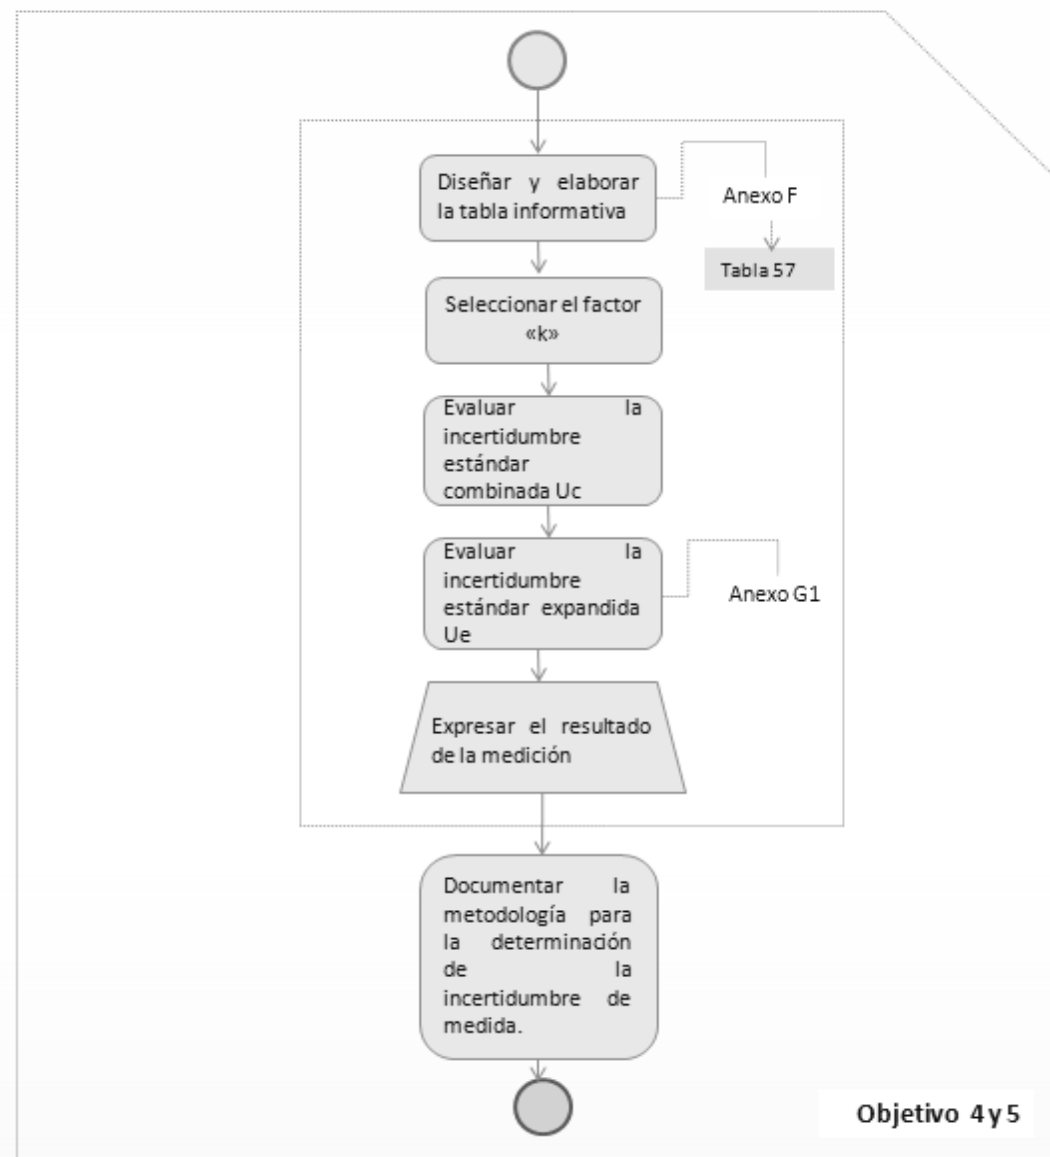 Diseñar y elaborar
la tabla informativa
Anexo F
Tabla 57
Seleccionar el factor
«k»
Evaluar la
incertidumbre
estándar
combinada Uc
Evaluar la
incertidumbre
estándar expandida
Ue
Anexo G1
Expresar el resultado
de la medición
Documentar la
metodología para
la determinación
de la
incertidumbre de
medida.
Objetivo 4 y 5